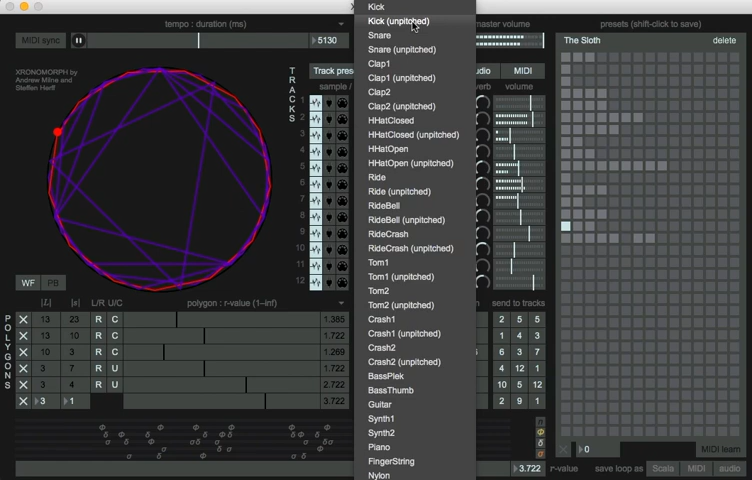 tempo : duration (ms)
master volume
presets (shift-click to save)
MIDI sync
5130
The Sloth
delete
XRONOMORPH by
Andrew Milne and
Steffen Herff
TRACKS
Track pres
udio
MIDI
sample /
verb
volume
1
2
3
4
5
6
7
8
9
10
11
12
Kick
Kick (unpitched)
Snare
Snare (unpitched)
Clap1
Clap1 (unpitched)
Clap2
Clap2 (unpitched)
HHatClosed
HHatClosed (unpitched)
HHatOpen
HHatOpen (unpitched)
Ride
Ride (unpitched)
RideBell
RideBell (unpitched)
RideCrash
RideCrash (unpitched)
Tom1
Tom1 (unpitched)
Tom2
Tom2 (unpitched)
Crash1
Crash1 (unpitched)
Crash2
Crash2 (unpitched)
BassPlek
BassThumb
Guitar
Synth1
Synth2
Piano
FingerString
Nylon
WF PB
|L| |s| L/R U/C polygon : r-value (1–inf)
send to tracks
POLYGONS
13 23 R C 1.385 2 5 5
13 10 R C 1.722 1 4 3
10 3 R C 1.269 6 3 7
3 7 R U 1.722 4 12 1
3 4 R U 2.722 10 5 12
3 1 3.722 2 9 1
0
MIDI learn
3.722 r-value save loop as Scala MIDI audio